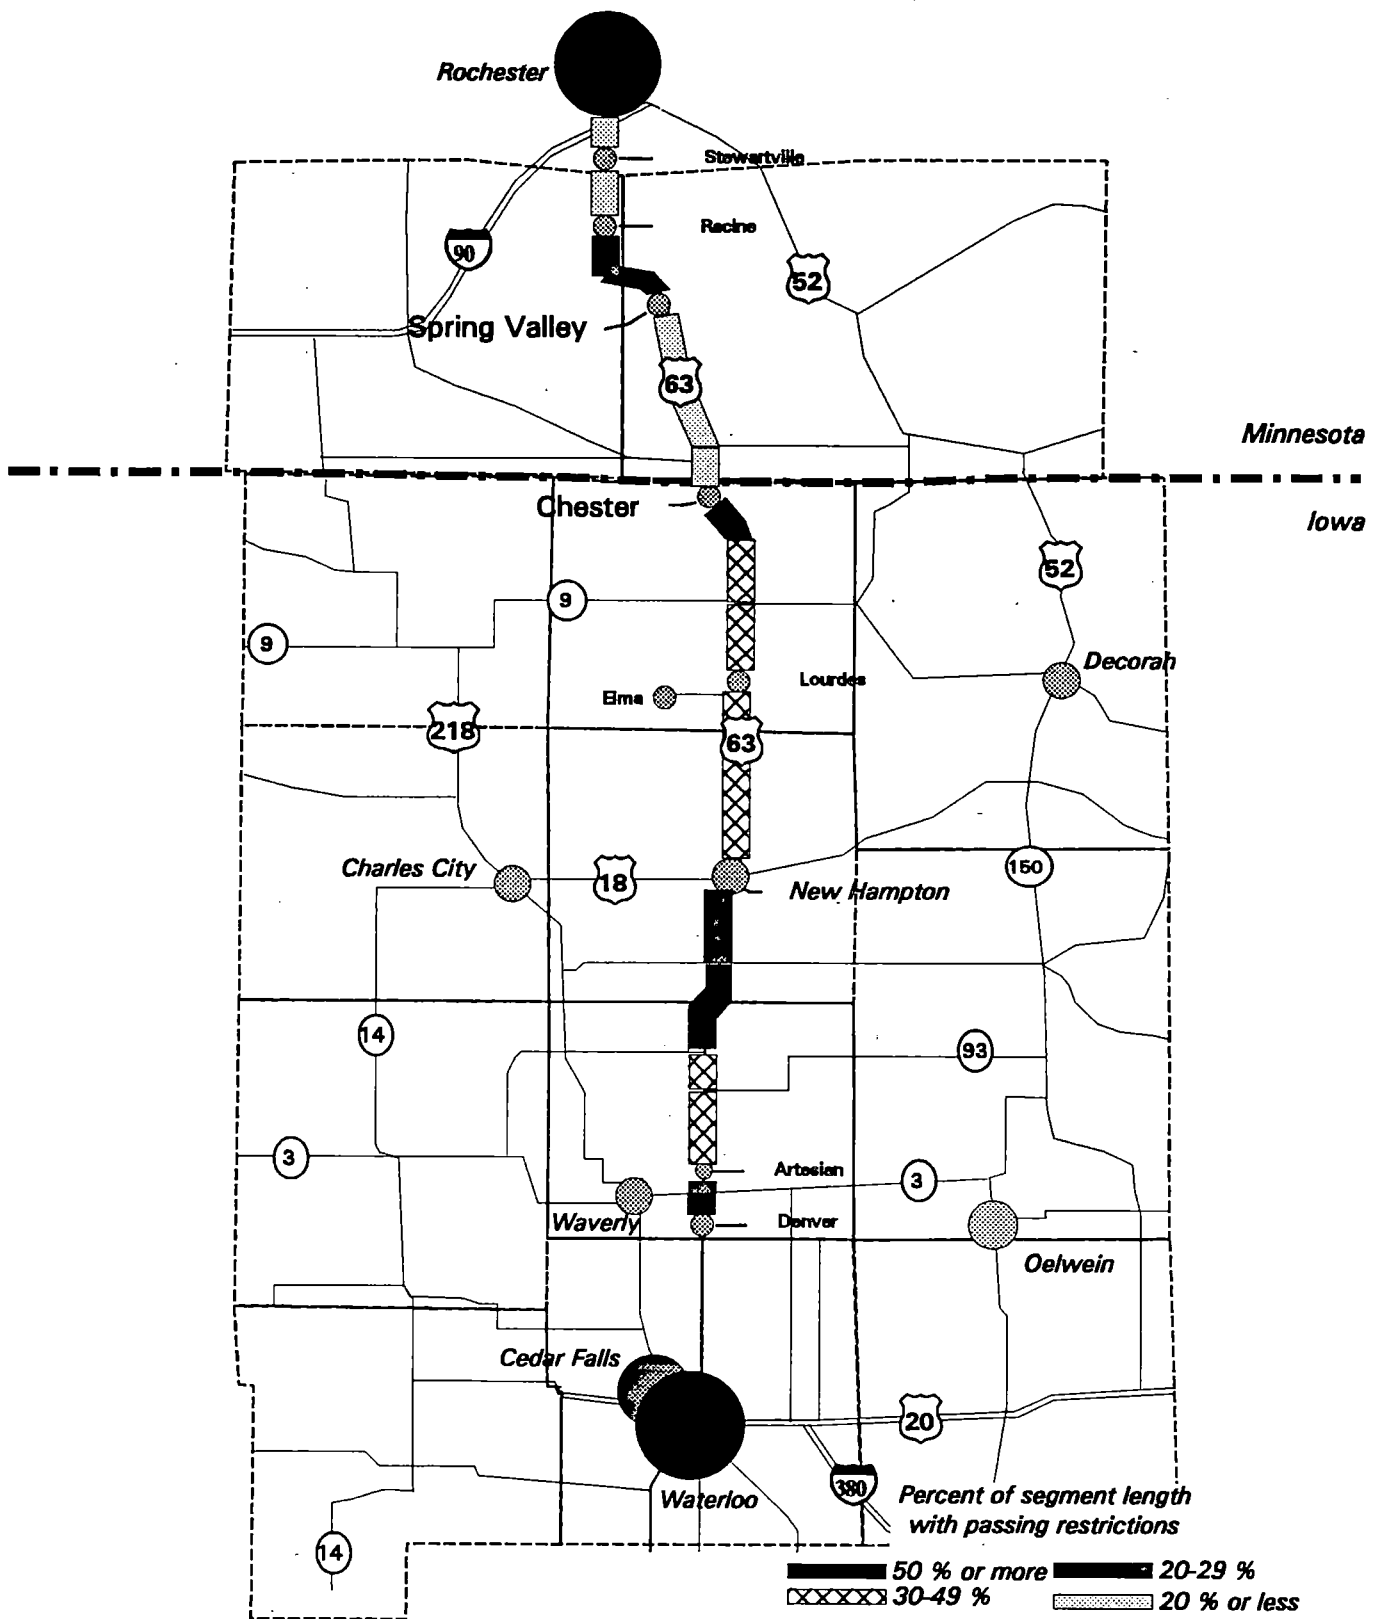 Rochester
Stewartville
Racine
90
52
Spring Valley
63
Minnesota
Chester
Iowa
52
9
9
Decorah
Lourdes
Elma
218
63
Charles City
18
150
New Hampton
14
93
3
Artesian
3
Waverly
Denver
Oelwein
Cedar Falls
20
380
Waterloo
Percent of segment length
with passing restrictions
14
50 % or more 20-29 %
30-49 % 20 % or less